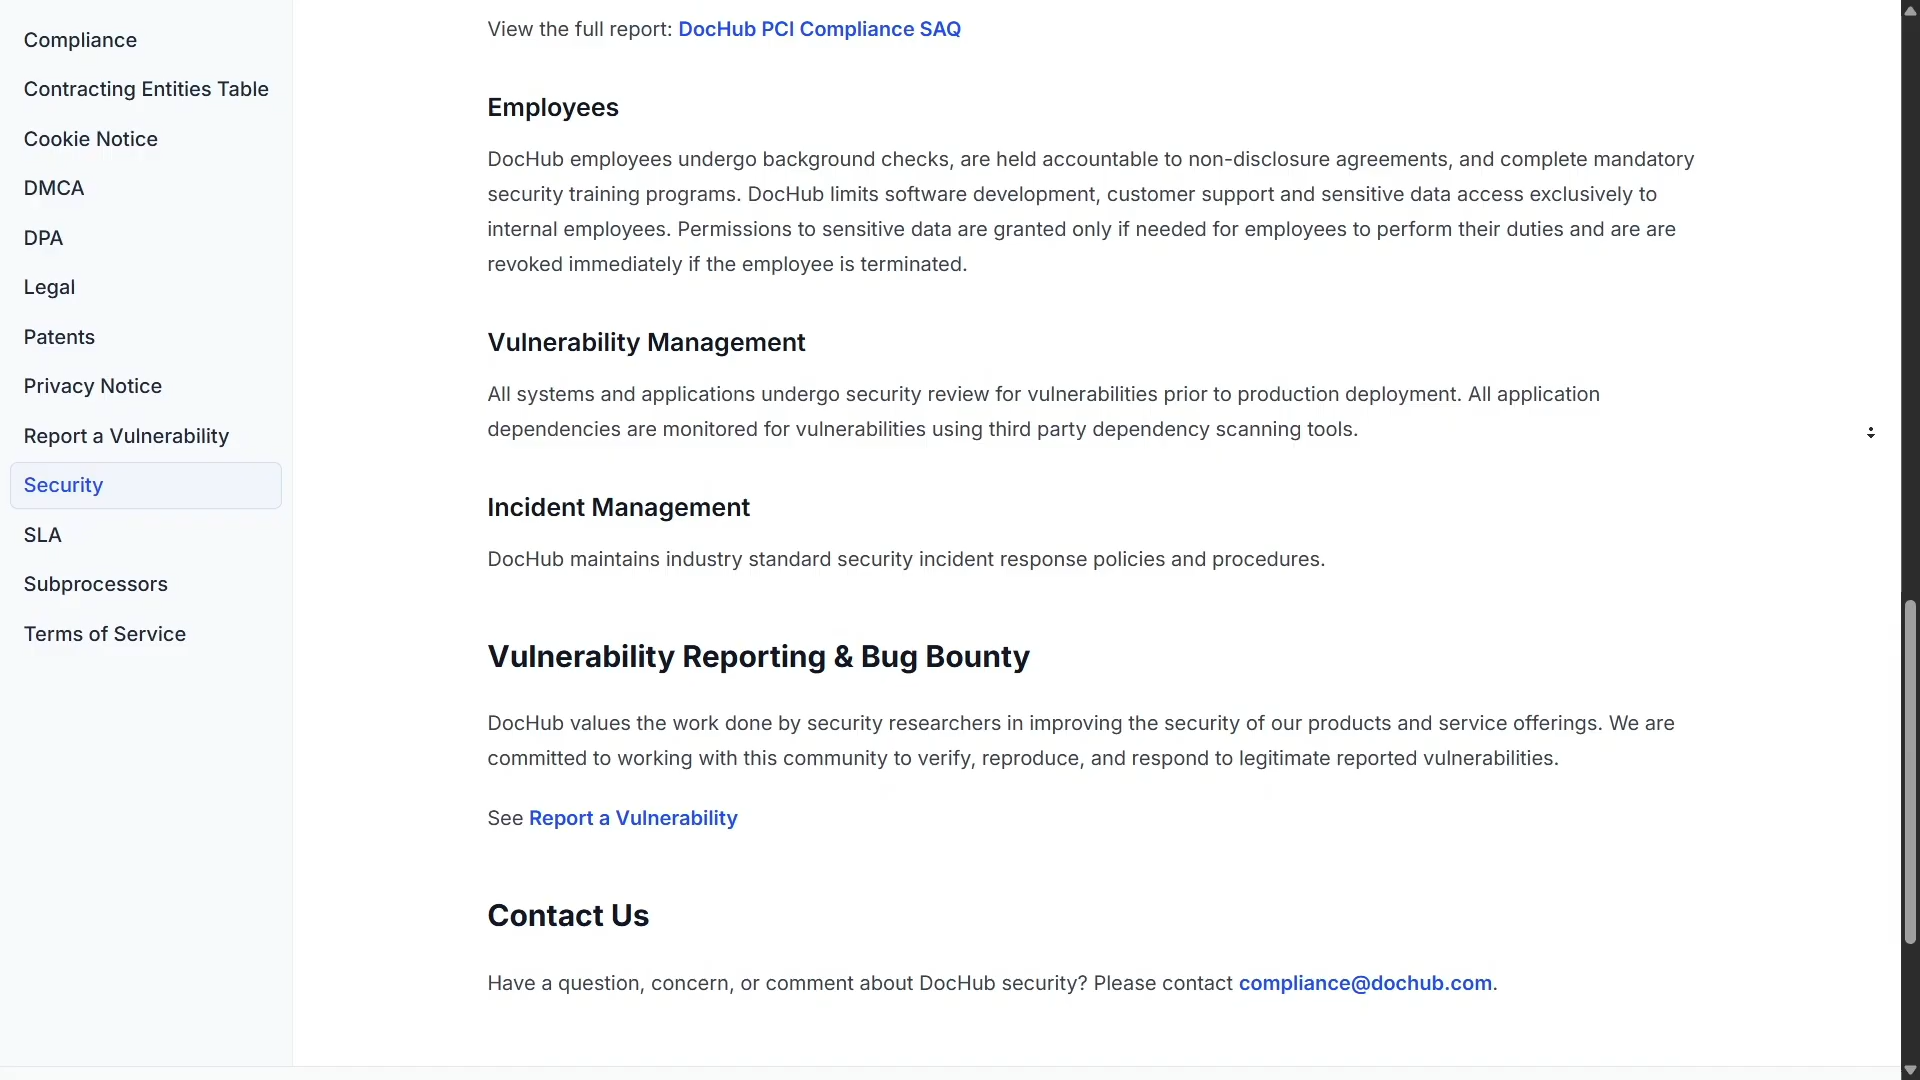 Compliance
Contracting Entities Table
Cookie Notice
DMCA
DPA
Legal
Patents
Privacy Notice
Report a Vulnerability
Security
SLA
Subprocessors
Terms of Service
View the full report: DocHub PCI Compliance SAQ
Employees
DocHub employees undergo background checks, are held accountable to non-disclosure agreements, and complete mandatory
security training programs. DocHub limits software development, customer support and sensitive data access exclusively to
internal employees. Permissions to sensitive data are granted only if needed for employees to perform their duties and are are
revoked immediately if the employee is terminated.
Vulnerability Management
All systems and applications undergo security review for vulnerabilities prior to production deployment. All application
dependencies are monitored for vulnerabilities using third party dependency scanning tools.
Incident Management
DocHub maintains industry standard security incident response policies and procedures.
Vulnerability Reporting & Bug Bounty
DocHub values the work done by security researchers in improving the security of our products and service offerings. We are
committed to working with this community to verify, reproduce, and respond to legitimate reported vulnerabilities.
See Report a Vulnerability
Contact Us
Have a question, concern, or comment about DocHub security? Please contact compliance@dochub.com.